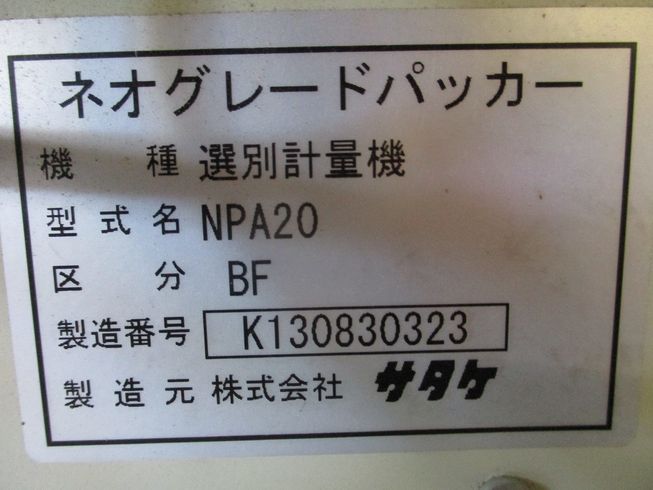 ネオグレードパッカー
機種 選別計量機
型式名 NPA20
区分 BF
製造番号 K130830323
製造元 株式会社 サタケ